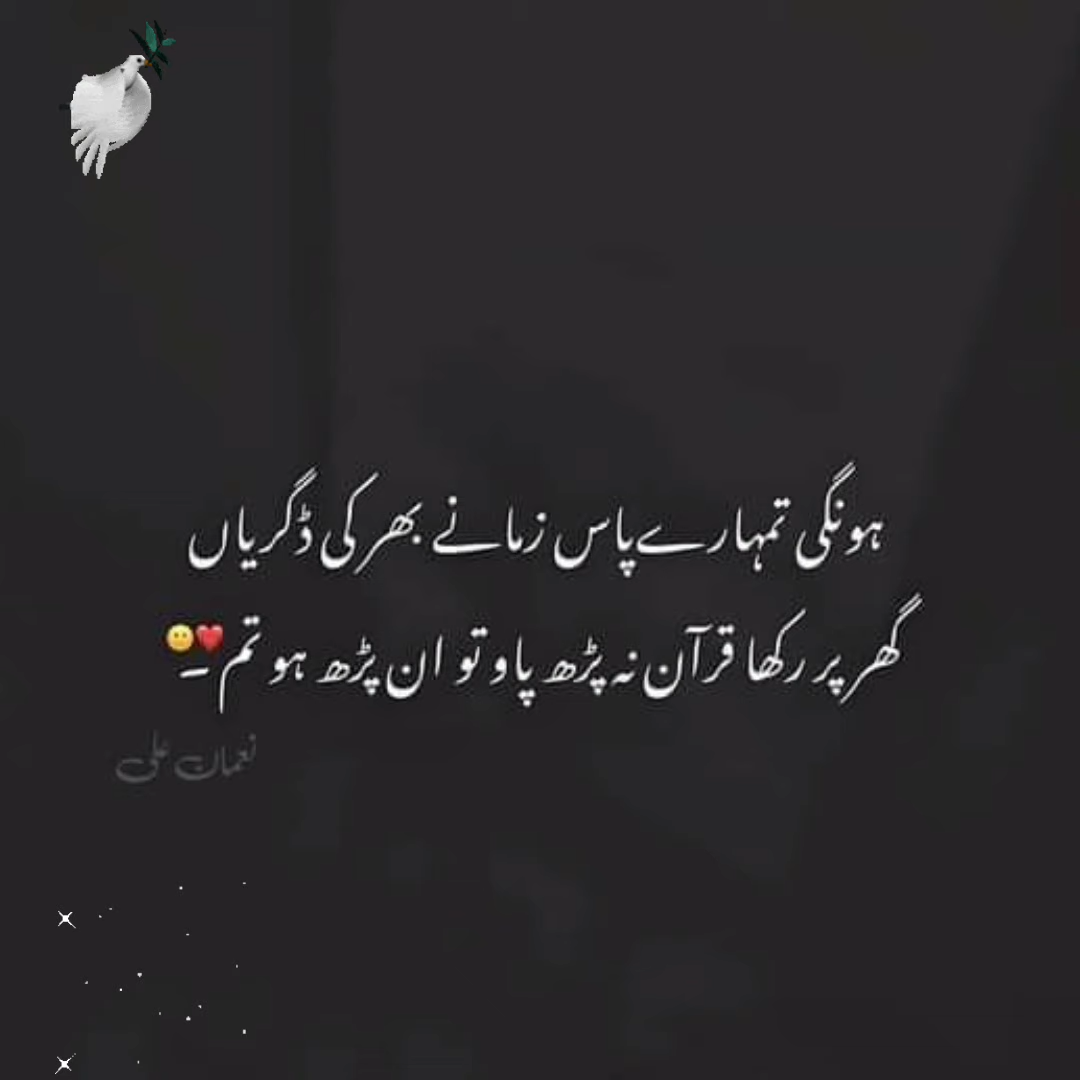 ہونگی تمہارے پاس زمانے بھر کی ڈگریاں
گھر پر رکھا قرآن نہ پڑھ پاو تو ان پڑھ ہو تم۔❤️🙂
نعمان علی